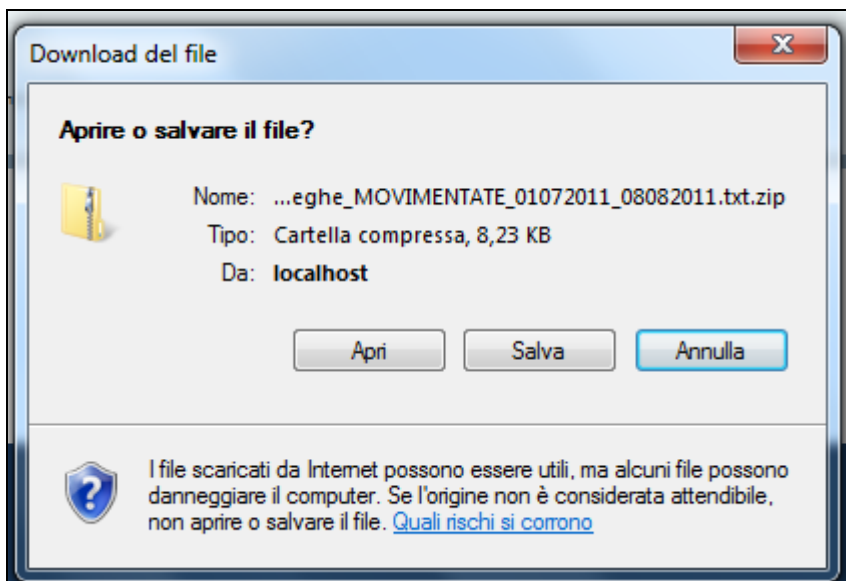 Download del file
Aprire o salvare il file?
Nome: ...eghe_MOVIMENTATE_01072011_08082011.txt.zip
Tipo: Cartella compressa, 8,23 KB
Da: localhost
Apri Salva Annulla
I file scaricati da Internet possono essere utili, ma alcuni file possono
danneggiare il computer. Se l'origine non è considerata attendibile,
non aprire o salvare il file. Quali rischi si corrono